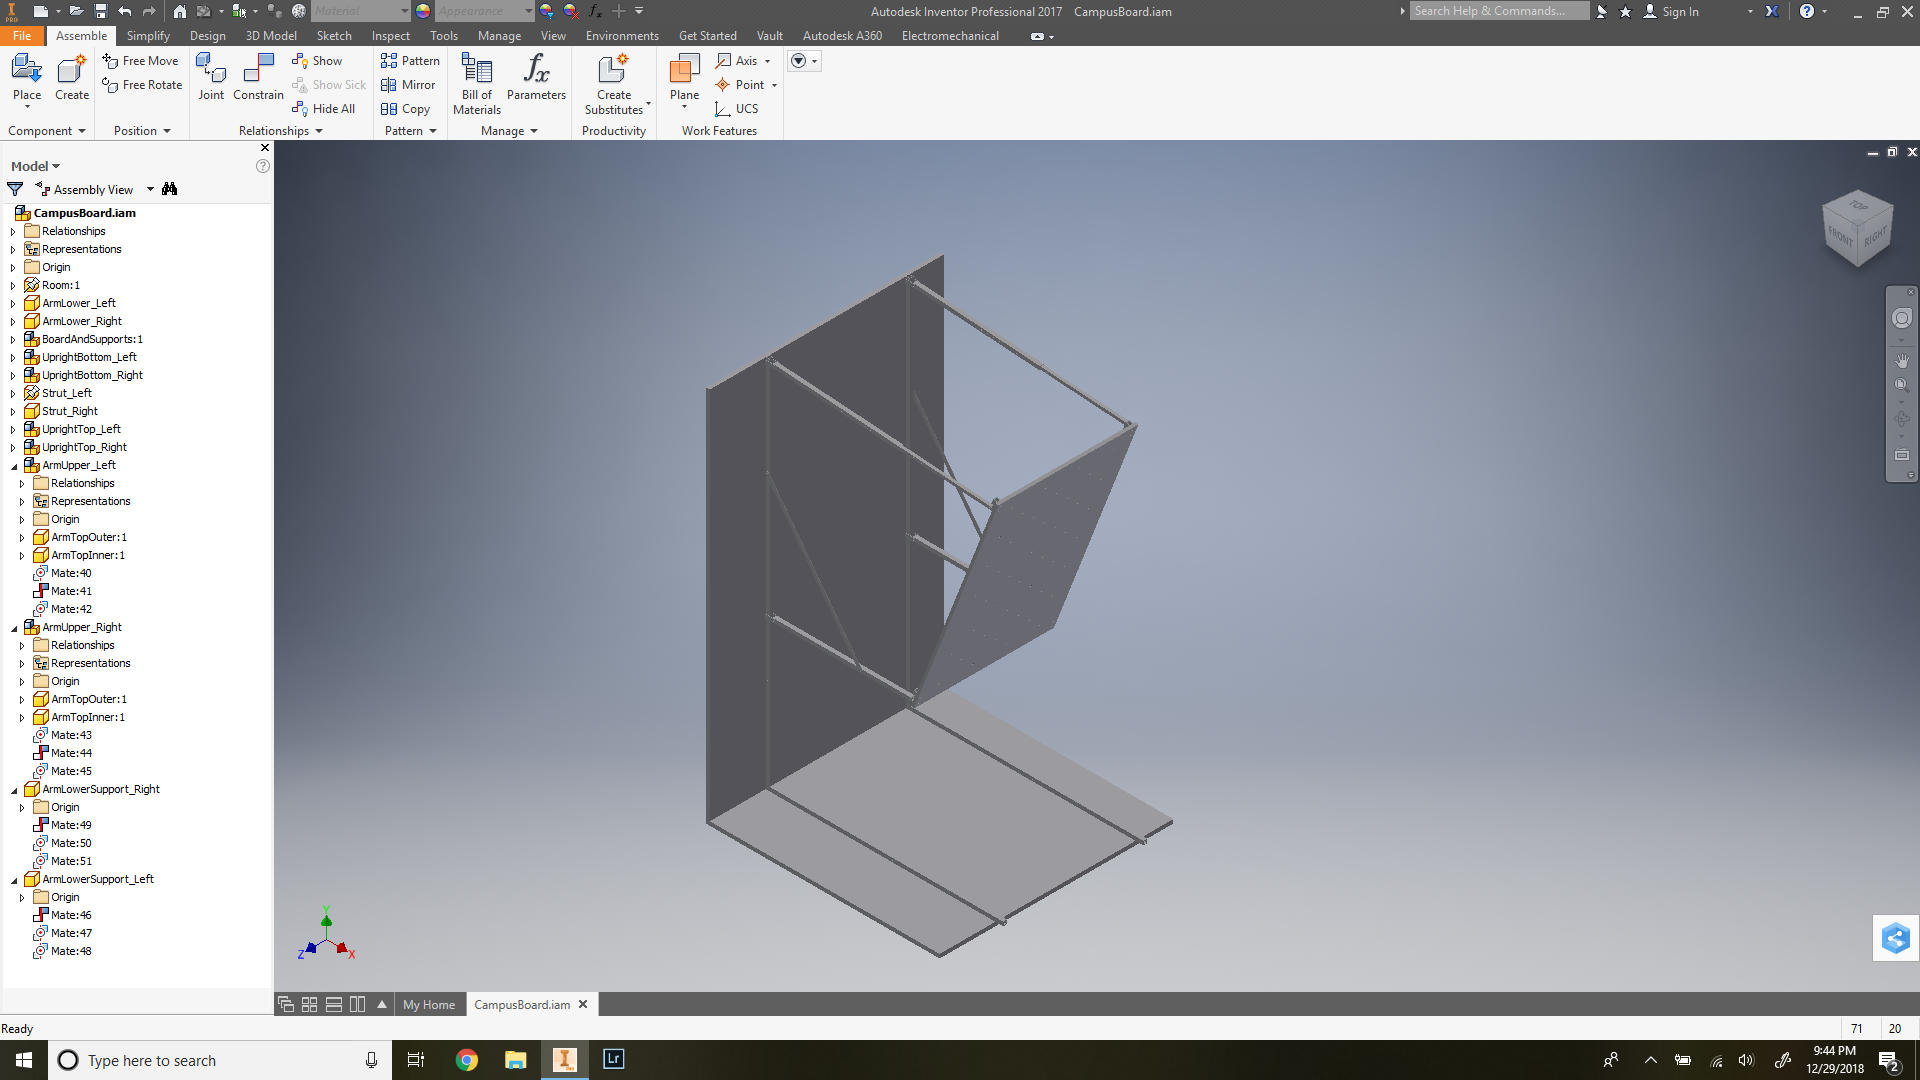 PRO
Material
Appearance
fx
Autodesk Inventor Professional 2017 CampusBoard.iam
Search Help & Commands...
Sign In
File Assemble Simplify Design 3D Model Sketch Inspect Tools Manage View Environments Get Started Vault Autodesk A360 Electromechanical
Place
Create
Free Move
Free Rotate
Joint
Constrain
Show
Show Sick
Hide All
Pattern
Mirror
Copy
Bill of
Materials
fx
Parameters
Create
Substitutes
Plane
Axis
Point
UCS
Component Position Relationships Pattern Manage Productivity Work Features
Model
Assembly View
CampusBoard.iam
Relationships
Representations
Origin
Room:1
ArmLower_Left
ArmLower_Right
BoardAndSupports:1
UprightBottom_Left
UprightBottom_Right
Strut_Left
Strut_Right
UprightTop_Left
UprightTop_Right
ArmUpper_Left
Relationships
Representations
Origin
ArmTopOuter:1
ArmTopInner:1
Mate:40
Mate:41
Mate:42
ArmUpper_Right
Relationships
Representations
Origin
ArmTopOuter:1
ArmTopInner:1
Mate:43
Mate:44
Mate:45
ArmLowerSupport_Right
Origin
Mate:49
Mate:50
Mate:51
ArmLowerSupport_Left
Origin
Mate:46
Mate:47
Mate:48
TOP
FRONT
RIGHT
Y
Z
X
My Home
CampusBoard.iam
Ready
71 20
Type here to search
Lr
9:44 PM
12/29/2018
2